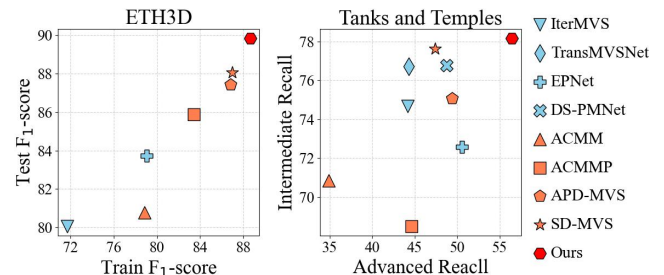 ETH3D
Test F1-score
90
88
86
84
82
80
72 76 80 84 88
Train F1-score
Tanks and Temples
Intermediate Recall
78
76
74
72
70
35 40 45 50 55
Advanced Reacll
IterMVS
TransMVSNet
EPNet
DS-PMNet
ACMM
ACMMP
APD-MVS
SD-MVS
Ours